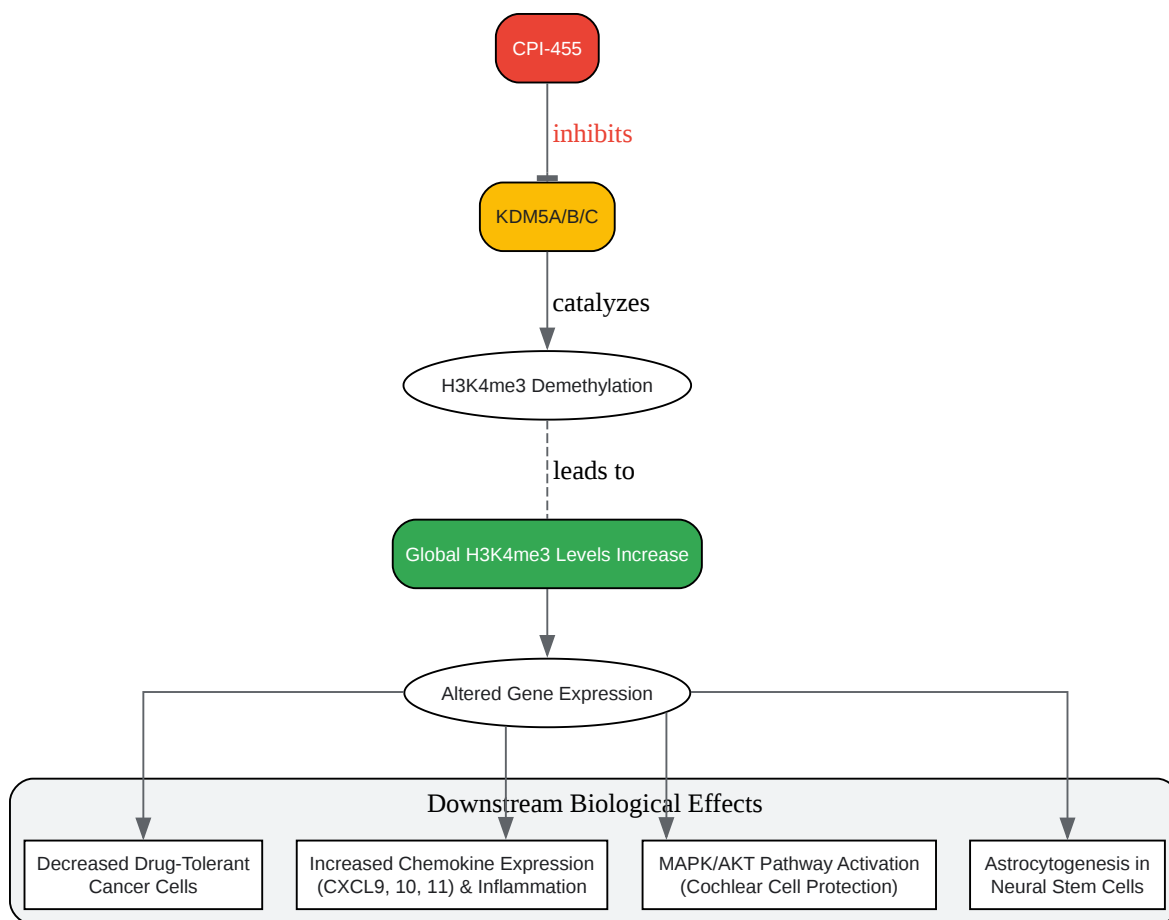 CPI-455
inhibits
KDM5A/B/C
catalyzes
H3K4me3 Demethylation
leads to
Global H3K4me3 Levels Increase
Altered Gene Expression
Downstream Biological Effects
Decreased Drug-Tolerant
Cancer Cells
Increased Chemokine Expression
(CXCL9, 10, 11) & Inflammation
MAPK/AKT Pathway Activation
(Cochlear Cell Protection)
Astrocytogenesis in
Neural Stem Cells